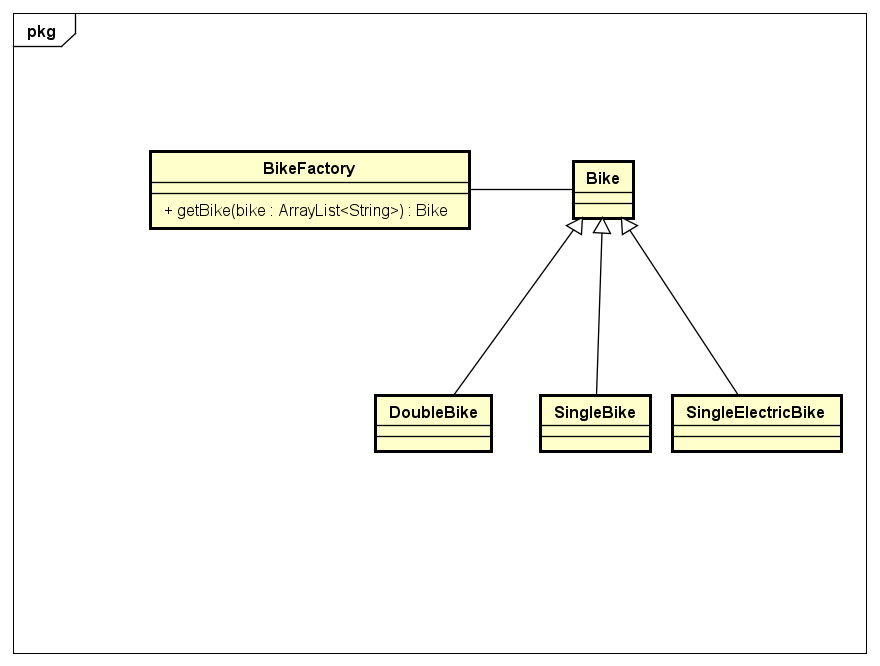 pkg
BikeFactory
+ getBike(bike : ArrayList<String>) : Bike
Bike
DoubleBike
SingleBike
SingleElectricBike